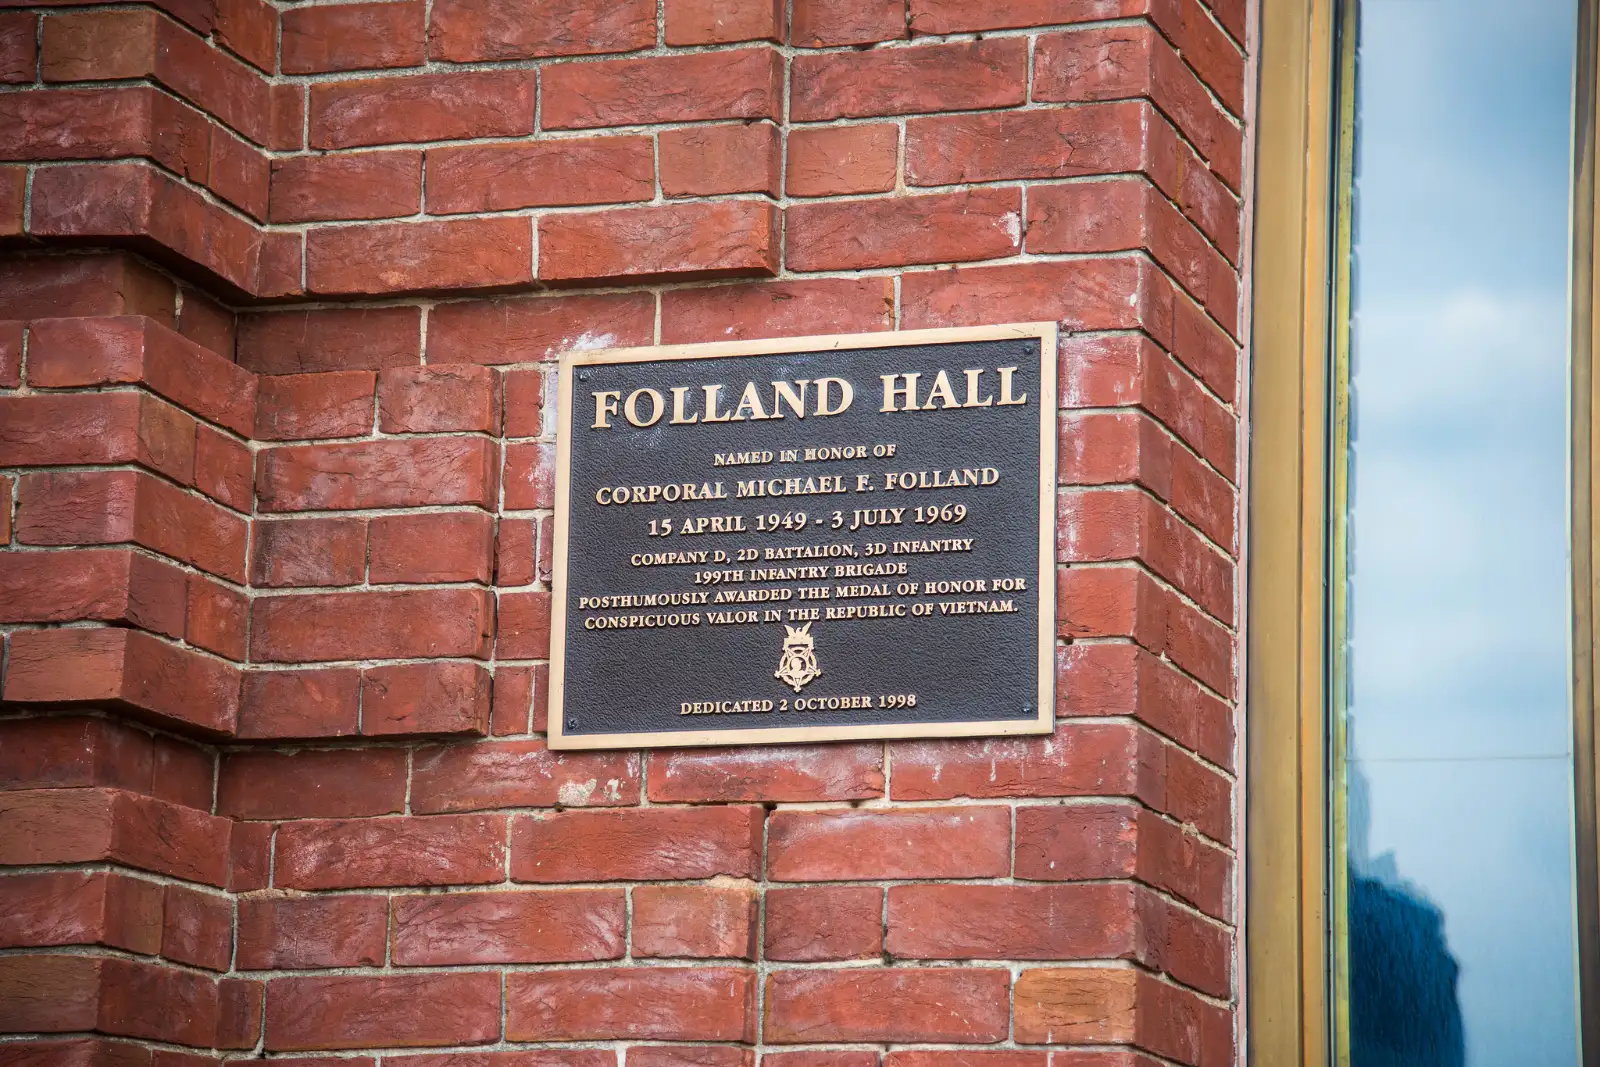 FOLLAND HALL
NAMED IN HONOR OF
CORPORAL MICHAEL F. FOLLAND
15 APRIL 1949 - 3 JULY 1969
COMPANY D, 2D BATTALION, 3D INFANTRY
199TH INFANTRY BRIGADE
POSTHUMOUSLY AWARDED THE MEDAL OF HONOR FOR
CONSPICUOUS VALOR IN THE REPUBLIC OF VIETNAM.
DEDICATED 2 OCTOBER 1998